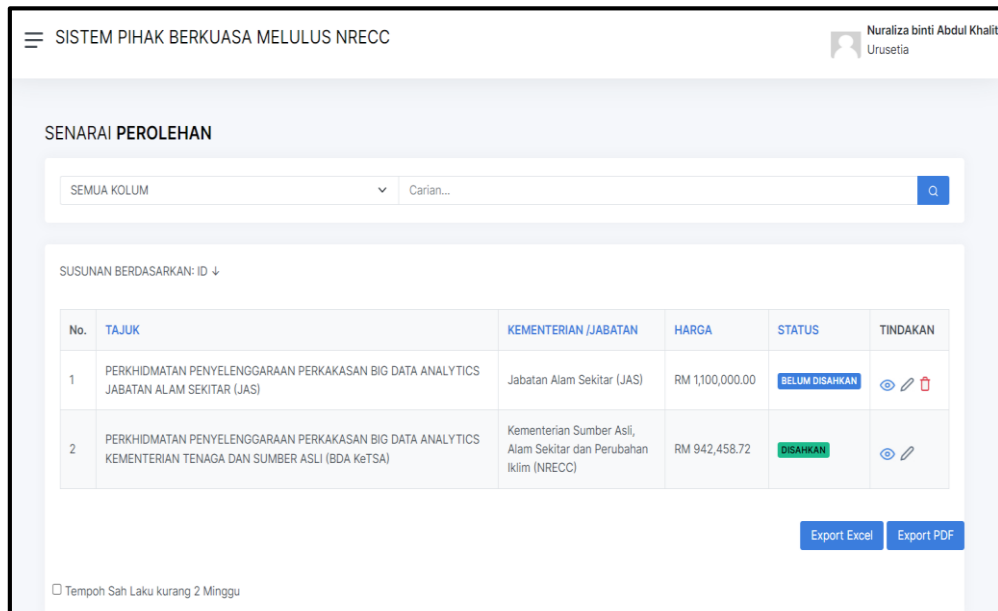 SISTEM PIHAK BERKUASA MELULUS NRECC
Nuraliza binti Abdul Khalit
Urusetia
SENARAI PEROLEHAN
SEMUA KOLUM
Carian...
SUSUNAN BERDASARKAN: ID ↓
No. TAJUK KEMENTERIAN /JABATAN HARGA STATUS TINDAKAN
1
PERKHIDMATAN PENYELENGGARAAN PERKAKASAN BIG DATA ANALYTICS
JABATAN ALAM SEKITAR (JAS)
Jabatan Alam Sekitar (JAS)
RM 1,100,000.00
BELUM DISAHKAN
2
PERKHIDMATAN PENYELENGGARAAN PERKAKASAN BIG DATA ANALYTICS
KEMENTERIAN TENAGA DAN SUMBER ASLI (BDA KeTSA)
Kementerian Sumber Asli,
Alam Sekitar dan Perubahan
Iklim (NRECC)
RM 942,458.72
DISAHKAN
Export Excel
Export PDF
Tempoh Sah Laku kurang 2 Minggu